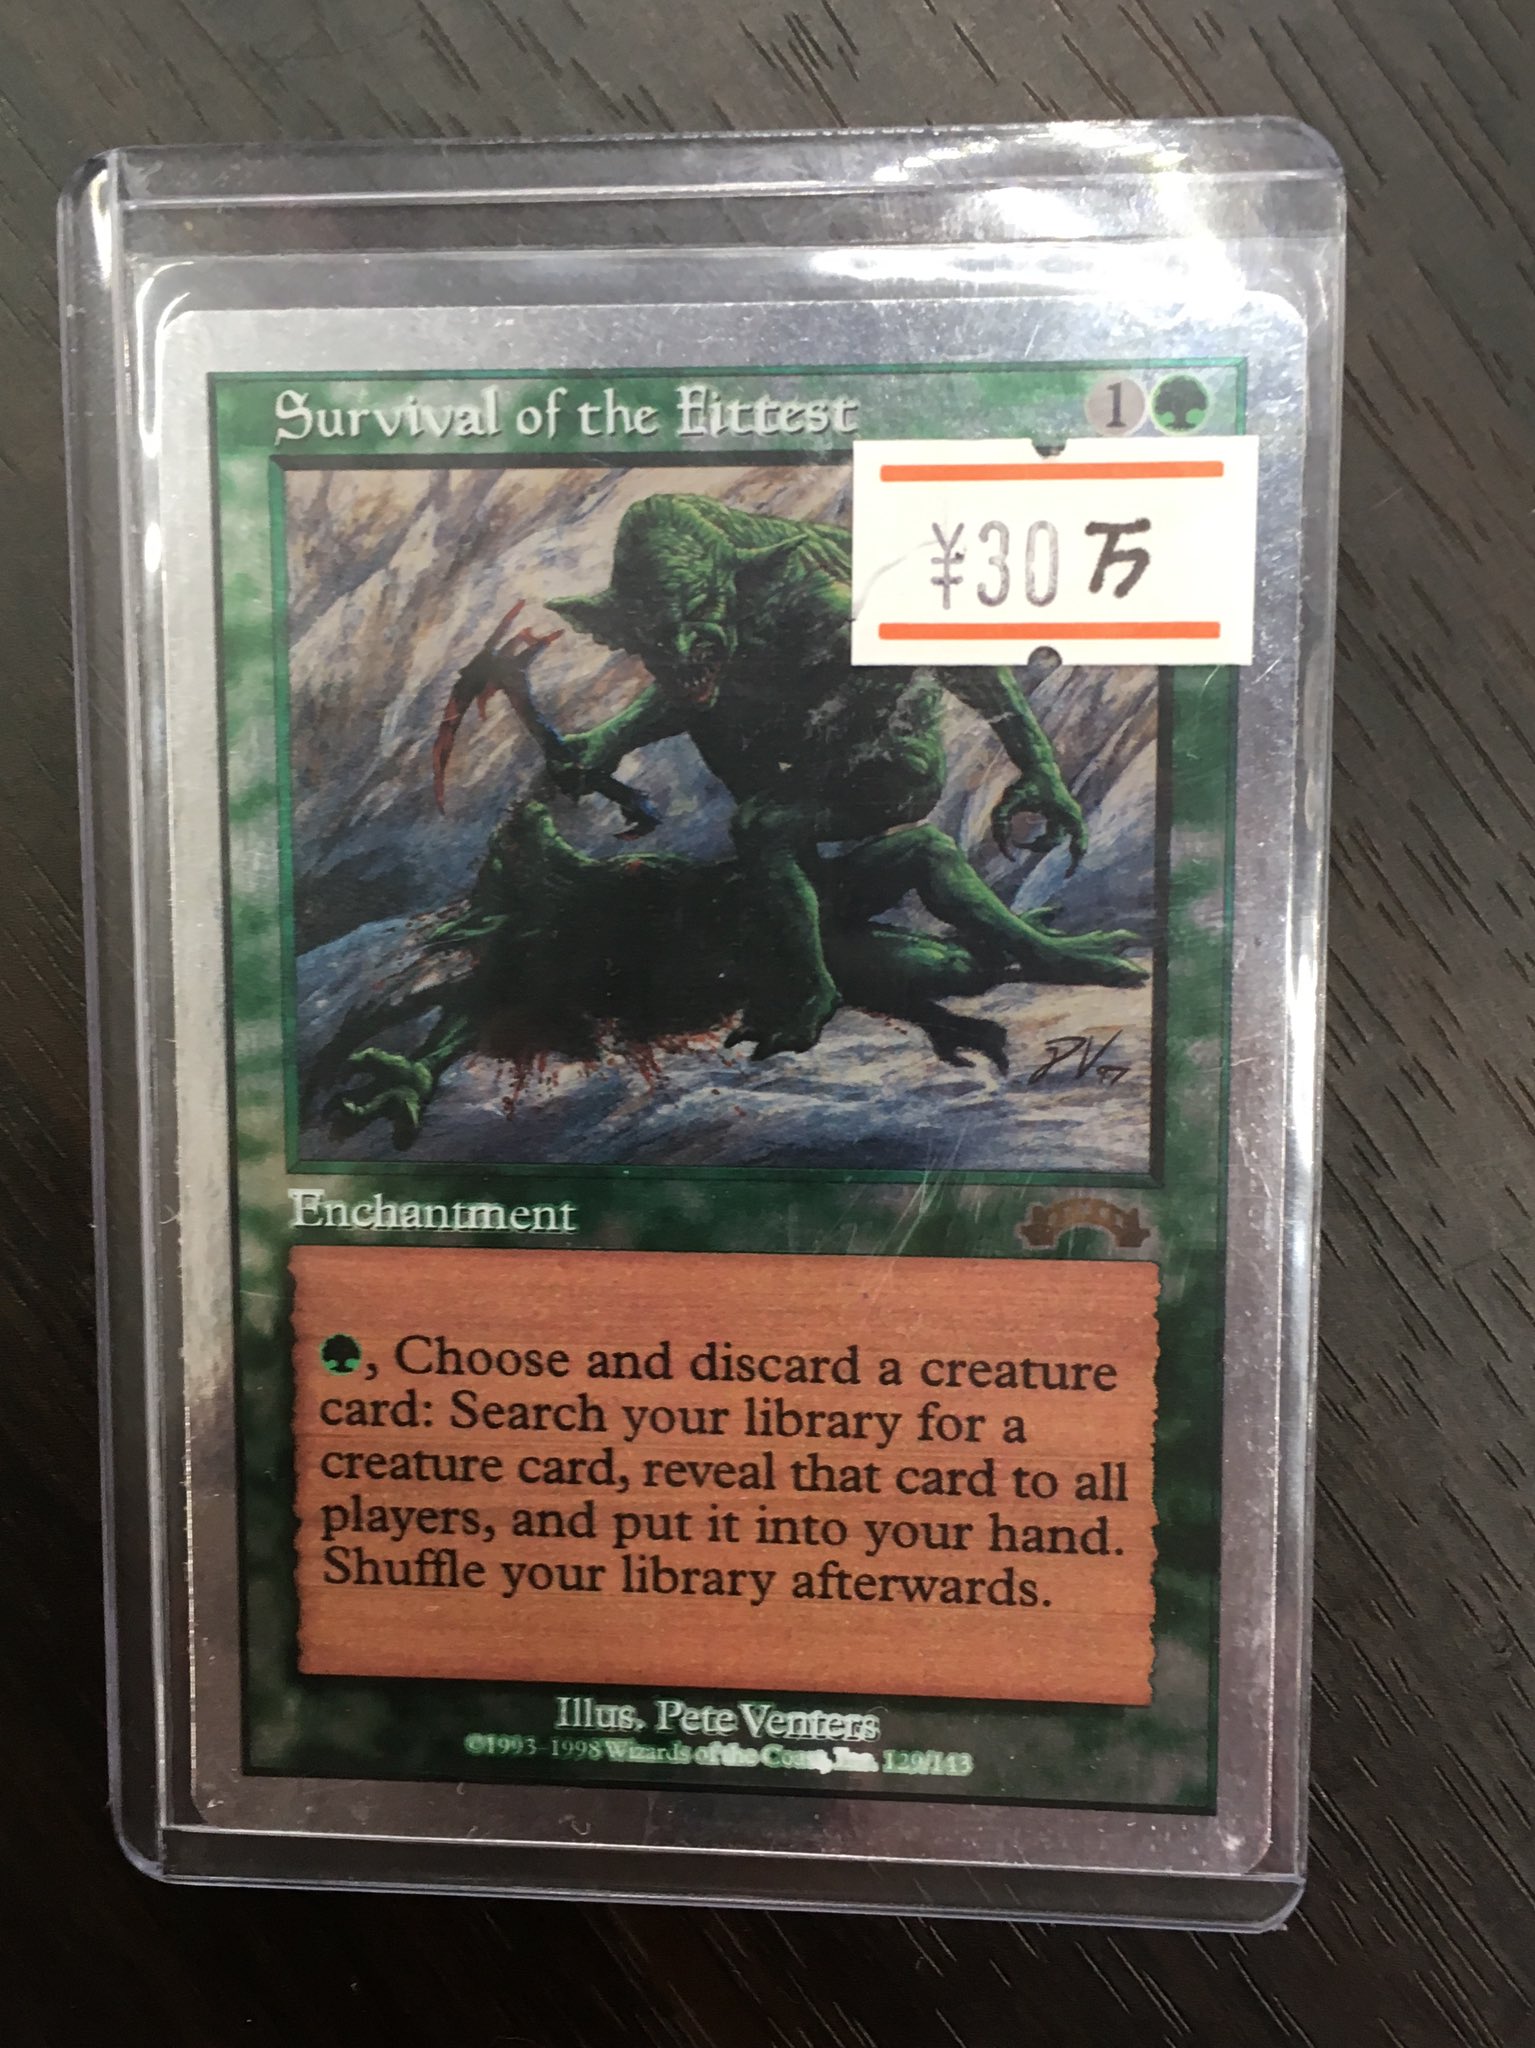 Survival of the Fittest
1
¥30万
PV97
Enchantment
, Choose and discard a creature
card: Search your library for a
creature card, reveal that card to all
players, and put it into your hand.
Shuffle your library afterwards.
Illus. Pete Venters
©1993–1998 Wizards of the Coast, Inc. 129/143